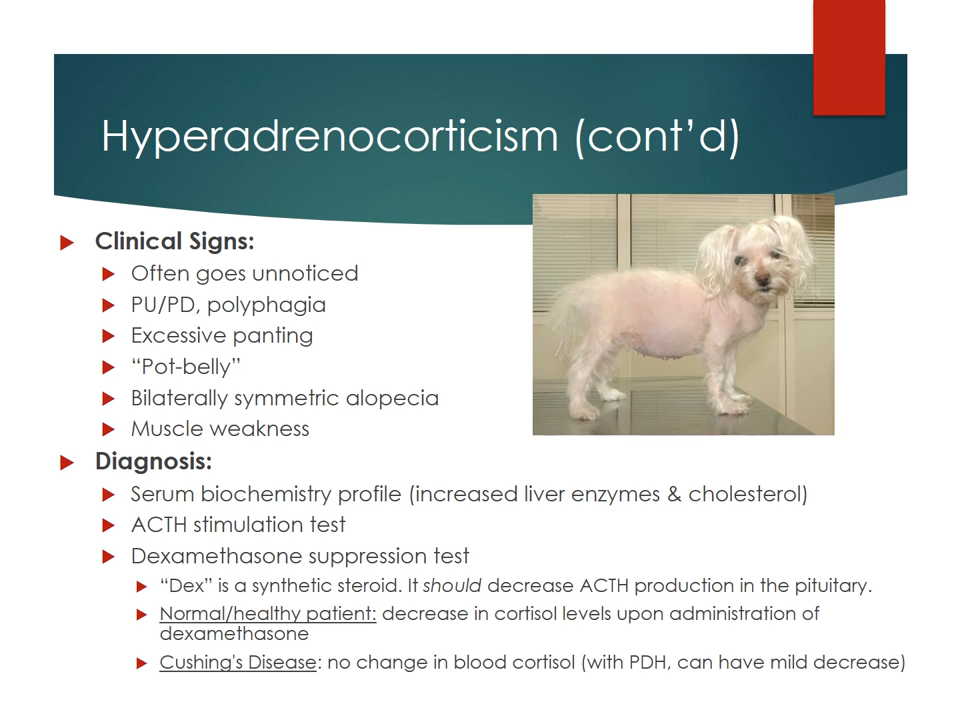 Hyperadrenocorticism (cont’d)
Clinical Signs:
Often goes unnoticed
PU/PD, polyphagia
Excessive panting
“Pot-belly”
Bilaterally symmetric alopecia
Muscle weakness
Diagnosis:
Serum biochemistry profile (increased liver enzymes & cholesterol)
ACTH stimulation test
Dexamethasone suppression test
“Dex” is a synthetic steroid. It should decrease ACTH production in the pituitary.
Normal/healthy patient: decrease in cortisol levels upon administration of
dexamethasone
Cushing's Disease: no change in blood cortisol (with PDH, can have mild decrease)